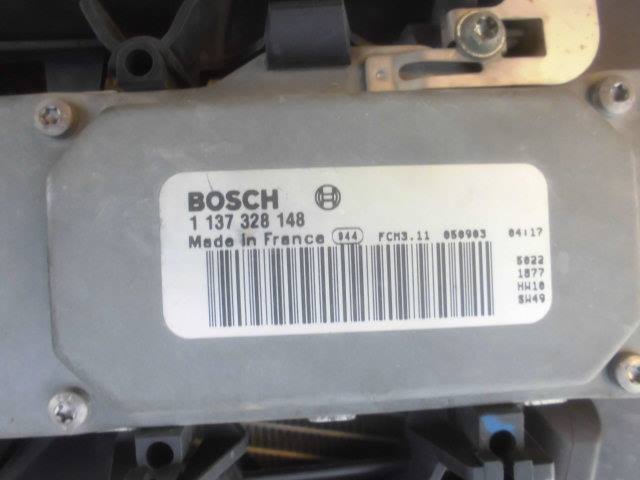 BOSCH
1 137 328 148
Made in France 944 FCM3.11 050903 04:17
5022
1877
HW10
SW49